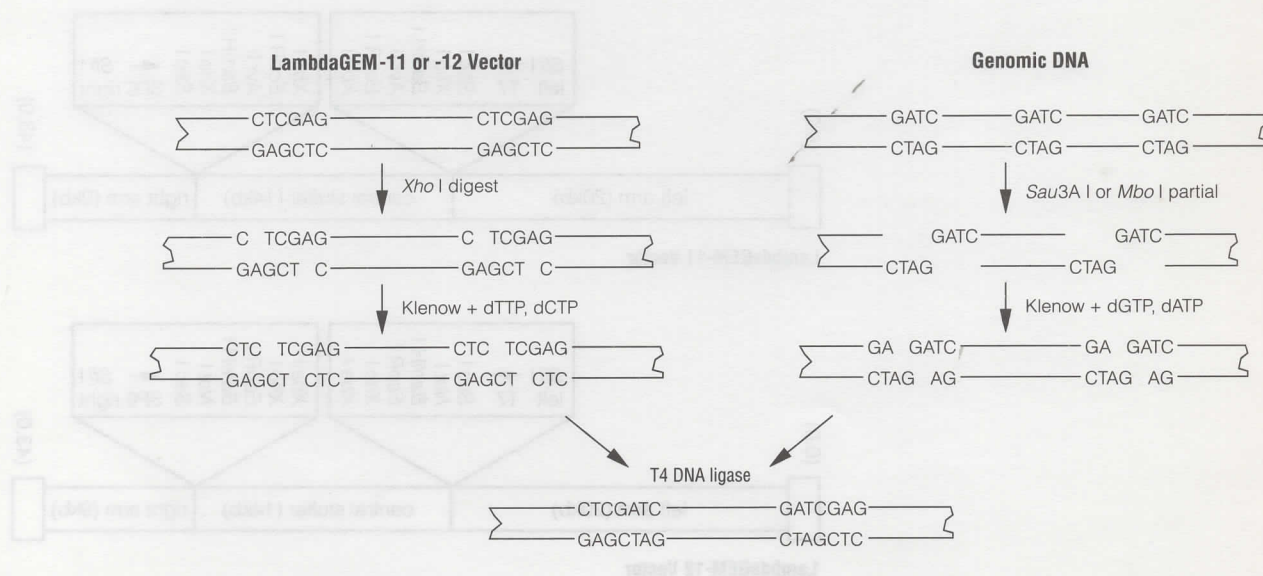 LambdaGEM-11 or -12 Vector
CTCGAG CTCGAG
GAGCTC GAGCTC
Xho I digest
C TCGAG C TCGAG
GAGCT C GAGCT C
Klenow + dTTP, dCTP
CTC TCGAG CTC TCGAG
GAGCT CTC GAGCT CTC
Genomic DNA
GATC GATC GATC
CTAG CTAG CTAG
Sau3A I or Mbo I partial
GATC GATC
CTAG CTAG
Klenow + dGTP, dATP
GA GATC GA GATC
CTAG AG CTAG AG
T4 DNA ligase
CTCGATC GATCGAG
GAGCTAG CTAGCTC